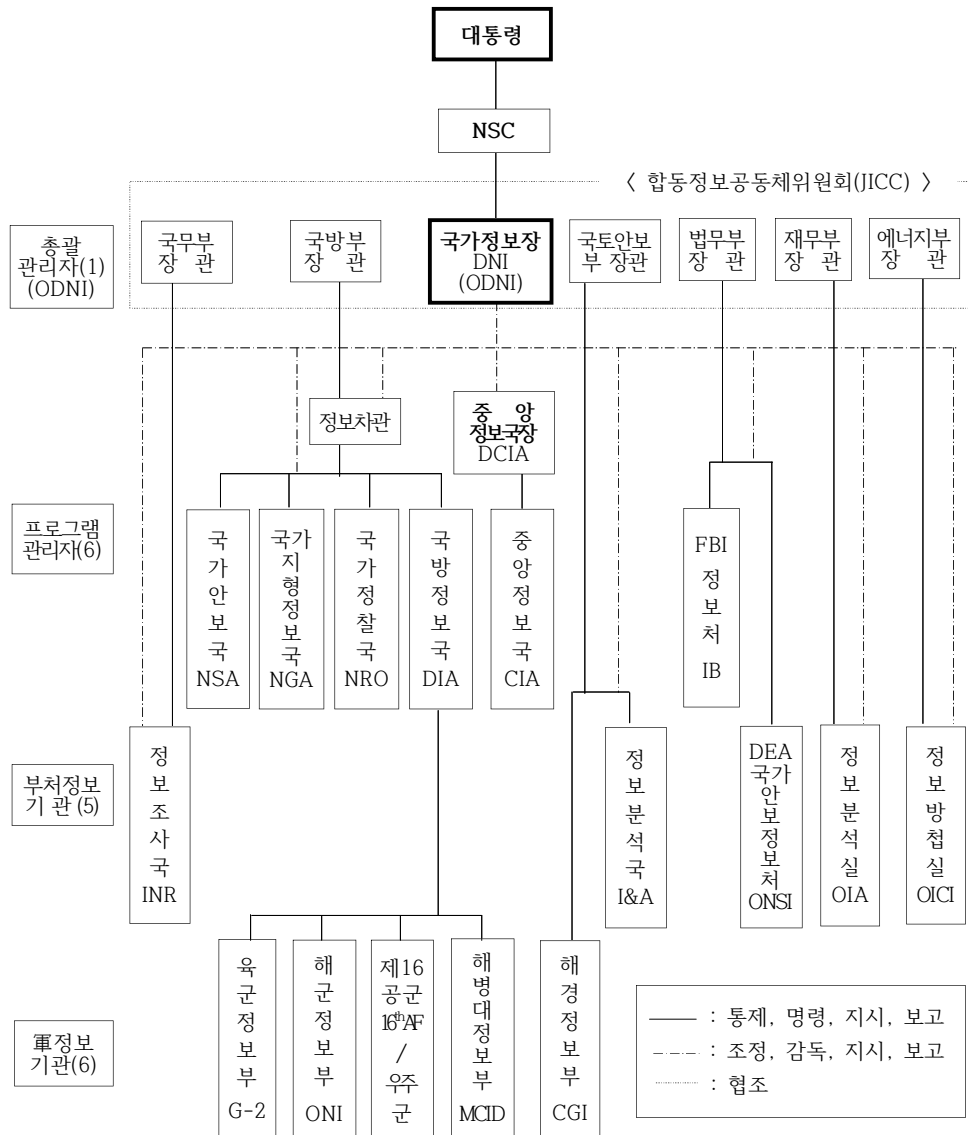 대통령
NSC
〈 합동정보공동체위원회(JICC) 〉
총괄
관리자(1)
(ODNI)
국무부
장 관
국방부
장 관
국가정보장
DNI
(ODNI)
국토안보
부 장관
법무부
장 관
재무부
장 관
에너지부
장 관
정보차관
중 앙
정보국장
DCIA
프로그램
관리자(6)
국
가
안
보
국
NSA
국가
지
형
정
보
국
NGA
국
가
정
찰
국
NRO
국
방
정
보
국
DIA
중
앙
정
보
국
CIA
FBI
정
보
처
IB
부처정보
기 관 (5)
정
보
조
사
국
INR
정
보
분
석
국
I&A
DEA
국가
안
보
정
보
처
ONSI
정
보
분
석
실
OIA
정
보
방
첩
실
OICI
軍정보
기관(6)
육
군
정
보
부
G-2
해
군
정
보
부
ONI
제16
공군
16thAF
/
우주
군
해
병
대
정
보
부
MCID
해
경
정
보
부
CGI
: 통제, 명령, 지시, 보고
: 조정, 감독, 지시, 보고
: 협조